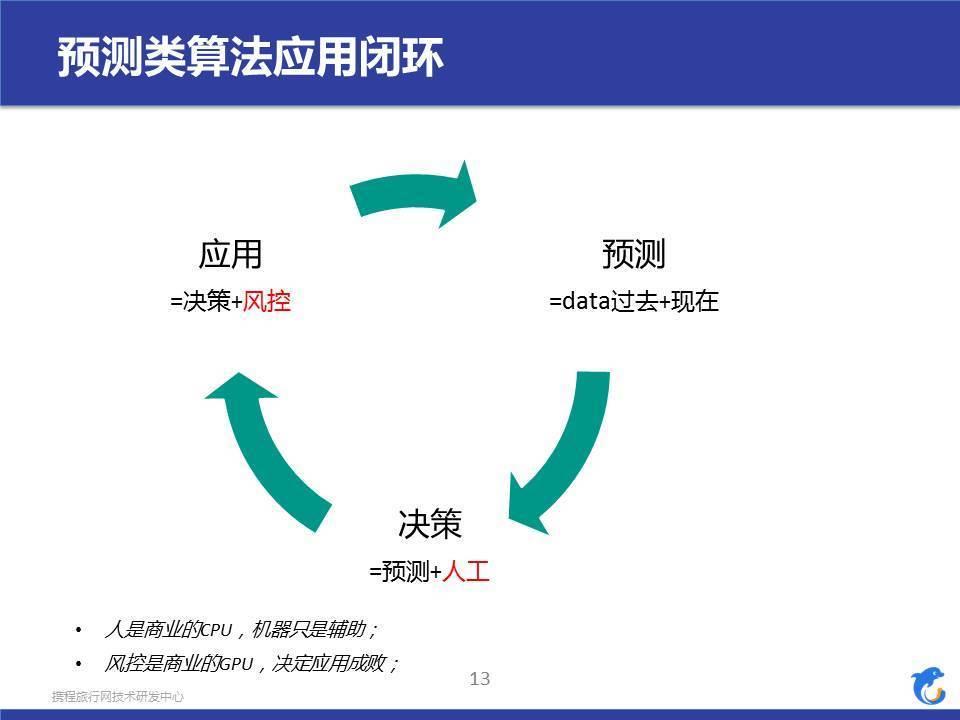 预测类算法应用闭环
应用
=决策+风控
预测
=data过去+现在
决策
=预测+人工
• 人是商业的CPU，机器只是辅助；
• 风控是商业的GPU，决定应用成败；
13
携程旅行网技术研发中心